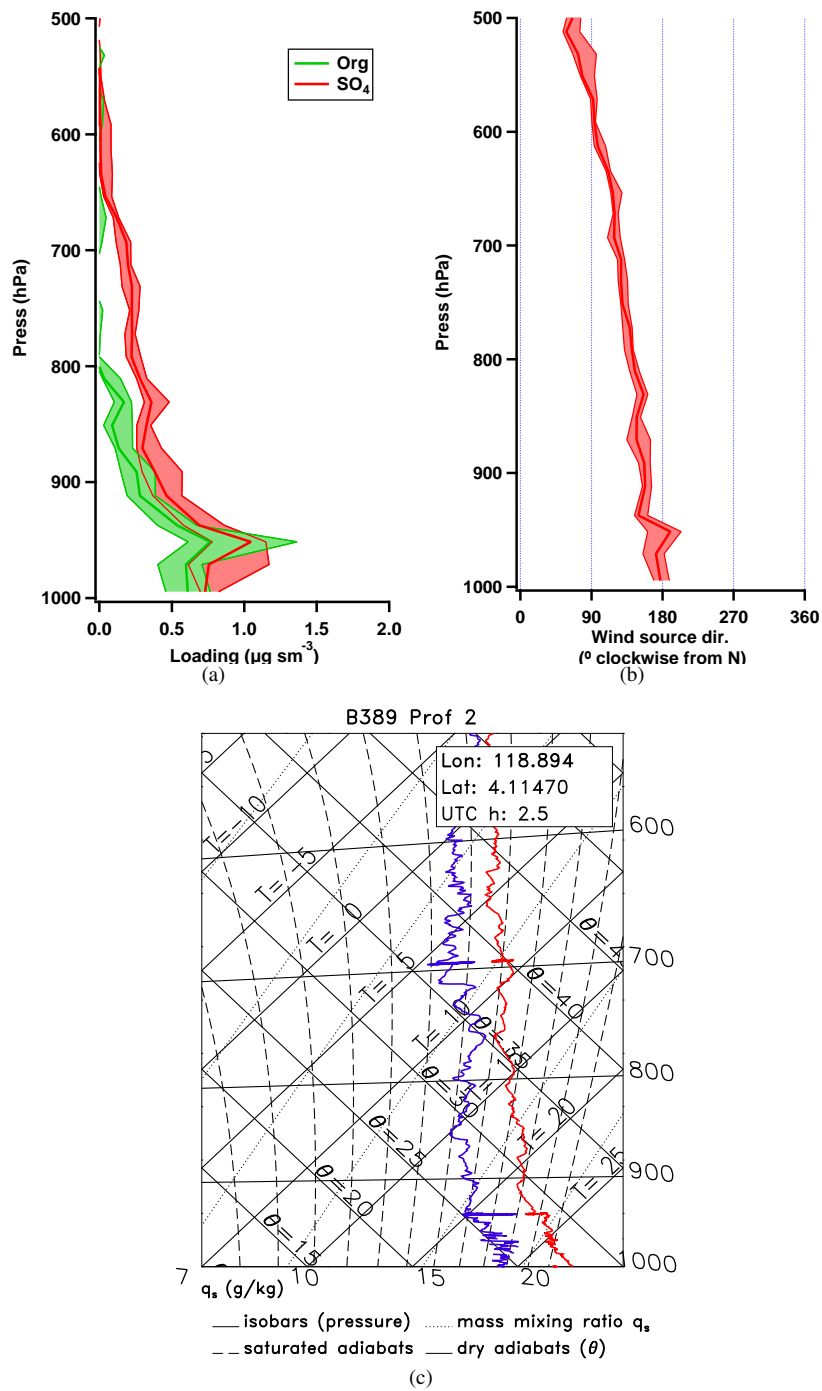 500
600
700
800
900
1000
Press (hPa)
Org
SO4
0.0 0.5 1.0 1.5 2.0
Loading (µg sm-3)
(a)
500
600
700
800
900
1000
Press (hPa)
0 90 180 270 360
Wind source dir.
(º clockwise from N)
(b)
B389 Prof 2
Lon: 118.894
Lat: 4.11470
UTC h: 2.5
T=-10
T=-5
T= 0
T= 5
T= 10
T= 20
T= 25
θ=40
θ=35
θ=30
θ=25
θ=20
θ=15
600
700
800
900
1000
7 10 15 20
qs (g/kg)
isobars (pressure) mass mixing ratio qs
saturated adiabats dry adiabats (θ)
(c)